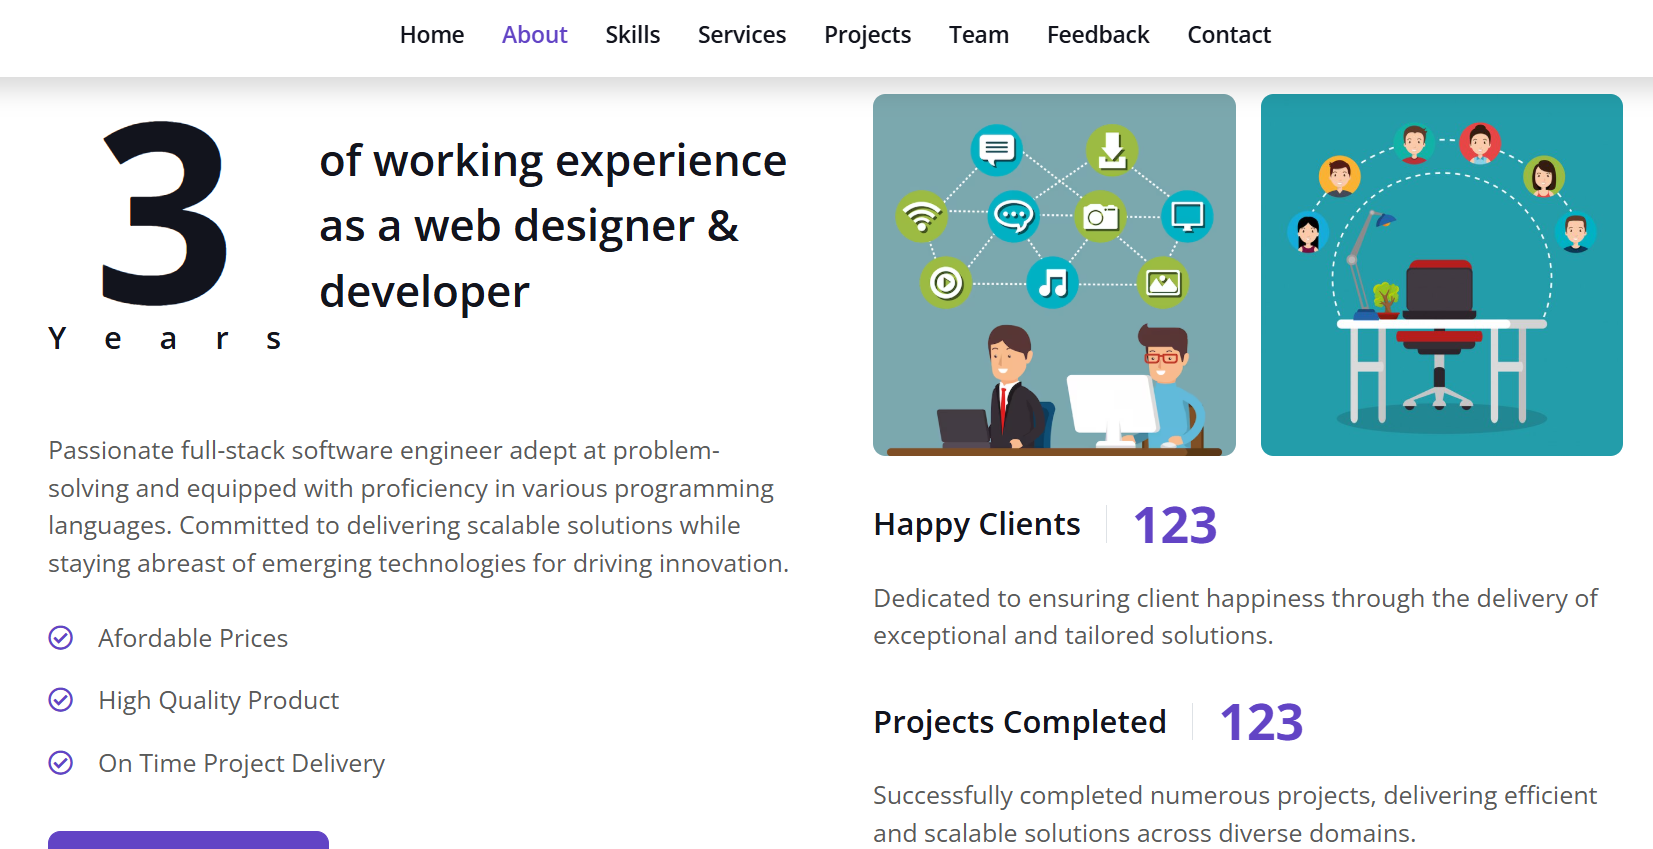 Home About Skills Services Projects Team Feedback Contact
3
Years
of working experience
as a web designer &
developer
Passionate full-stack software engineer adept at problem-
solving and equipped with proficiency in various programming
languages. Committed to delivering scalable solutions while
staying abreast of emerging technologies for driving innovation.
Afordable Prices
High Quality Product
On Time Project Delivery
Happy Clients 123
Dedicated to ensuring client happiness through the delivery of
exceptional and tailored solutions.
Projects Completed 123
Successfully completed numerous projects, delivering efficient
and scalable solutions across diverse domains.